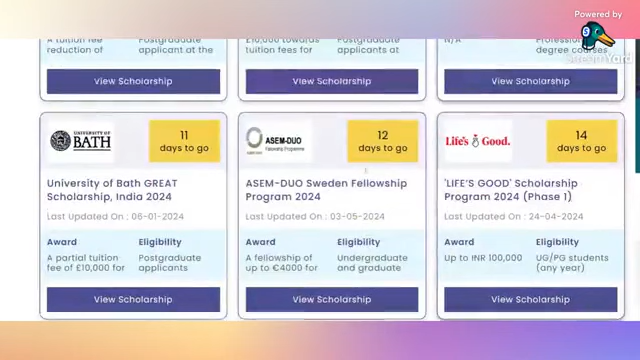 Powered by
StreamYard
A tuition fee
reduction of
Postgraduate
applicant at the
£10,000 towards
tuition fees for
Postgraduate
applicants at
N/A
Profession
degree courses
View Scholarship
View Scholarship
View Scholarship
UNIVERSITY OF
BATH
11
days to go
ASEM-DUO
Fellowship Programme
12
days to go
Life's Good.
14
days to go
University of Bath GREAT
Scholarship, India 2024
ASEM-DUO Sweden Fellowship
Program 2024
'LIFE'S GOOD' Scholarship
Program 2024 (Phase 1)
Last Updated On : 06-01-2024
Last Updated On : 03-05-2024
Last Updated On : 24-04-2024
Award
Eligibility
A partial tuition
fee of £10,000 for
Postgraduate
applicants
Award
Eligibility
A fellowship of
up to €4000 for
Undergraduate
and graduate
Award
Eligibility
Up to INR 100,000
UG/PG students
(any year)
View Scholarship
View Scholarship
View Scholarship